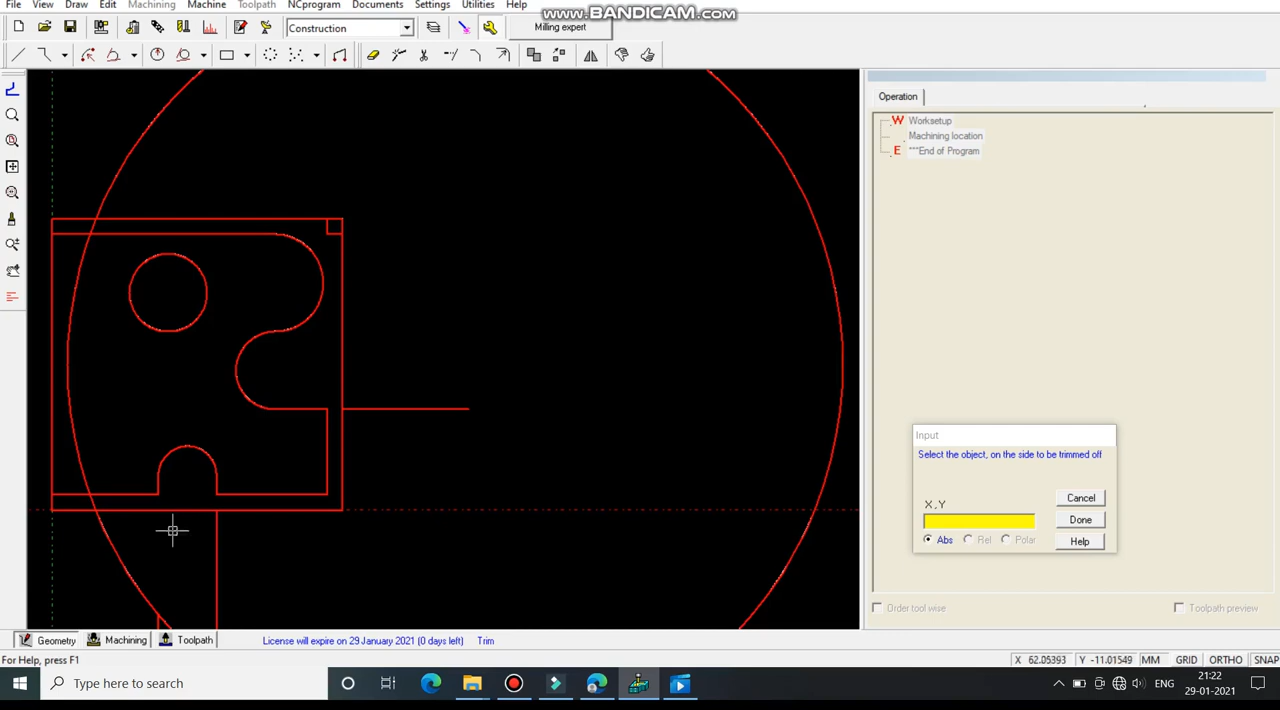 File View Draw Edit Machining Machine Toolpath NCprogram Documents Settings Utilities Help
www.BANDICAM.com
Construction
Milling expert
Operation
W Worksetup
Machining location
E ***End of Program
Input
Select the object, on the side to be trimmed off
X,Y
Cancel
Done
Abs Rel Polar
Help
Order tool wise Toolpath preview
Geometry Machining Toolpath License will expire on 29 January 2021 (0 days left) Trim
For Help, press F1 X 62.05393 Y -11.01549 MM GRID ORTHO SNAP
Type here to search
ENG
21:22
29-01-2021